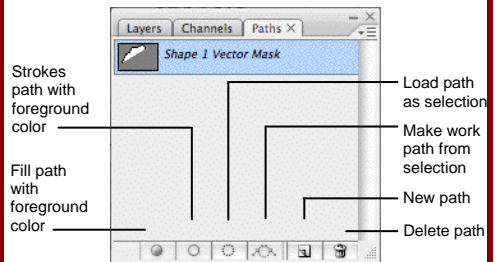 Layers Channels Paths ×
Shape 1 Vector Mask
Strokes
path with
foreground
color
Fill path
with
foreground
color
Load path
as selection
Make work
path from
selection
New path
Delete path